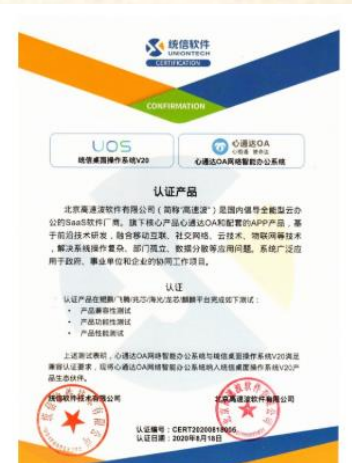 统信软件
UNIONTECH
CERTIFICATION
CONFIRMATION
UOS
统信桌面操作系统V20
心通达OA
心相通 使命达
心通达OA网络智能办公系统
认证产品
北京高速波软件有限公司（简称“高速波”）是国内倡导全能型云办
公的SaaS软件厂商。旗下核心产品心通达OA和配套的APP产品，基
于前沿技术研发，融合移动互联、社交网络、云技术、物联网等技术
，解决系统操作复杂、部门孤立、数据分散等应用问题。系统广泛应
用于政府、事业单位和企业的协同工作项目。
认证
认证产品在鲲鹏/飞腾/兆芯/海光/龙芯/麒麟平台完成如下测试：
• 产品兼容性测试
• 产品功能性测试
• 产品性能测试
上述测试表明，心通达OA网络智能办公系统与统信桌面操作系统V20满足
兼容认证要求，现将心通达OA网络智能办公系统纳入统信桌面操作系统V20产
品生态伙伴。
统信软件技术有限公司
北京高速波软件有限公司
认证编号：CERT20200818006
认证日期：2020年8月18日